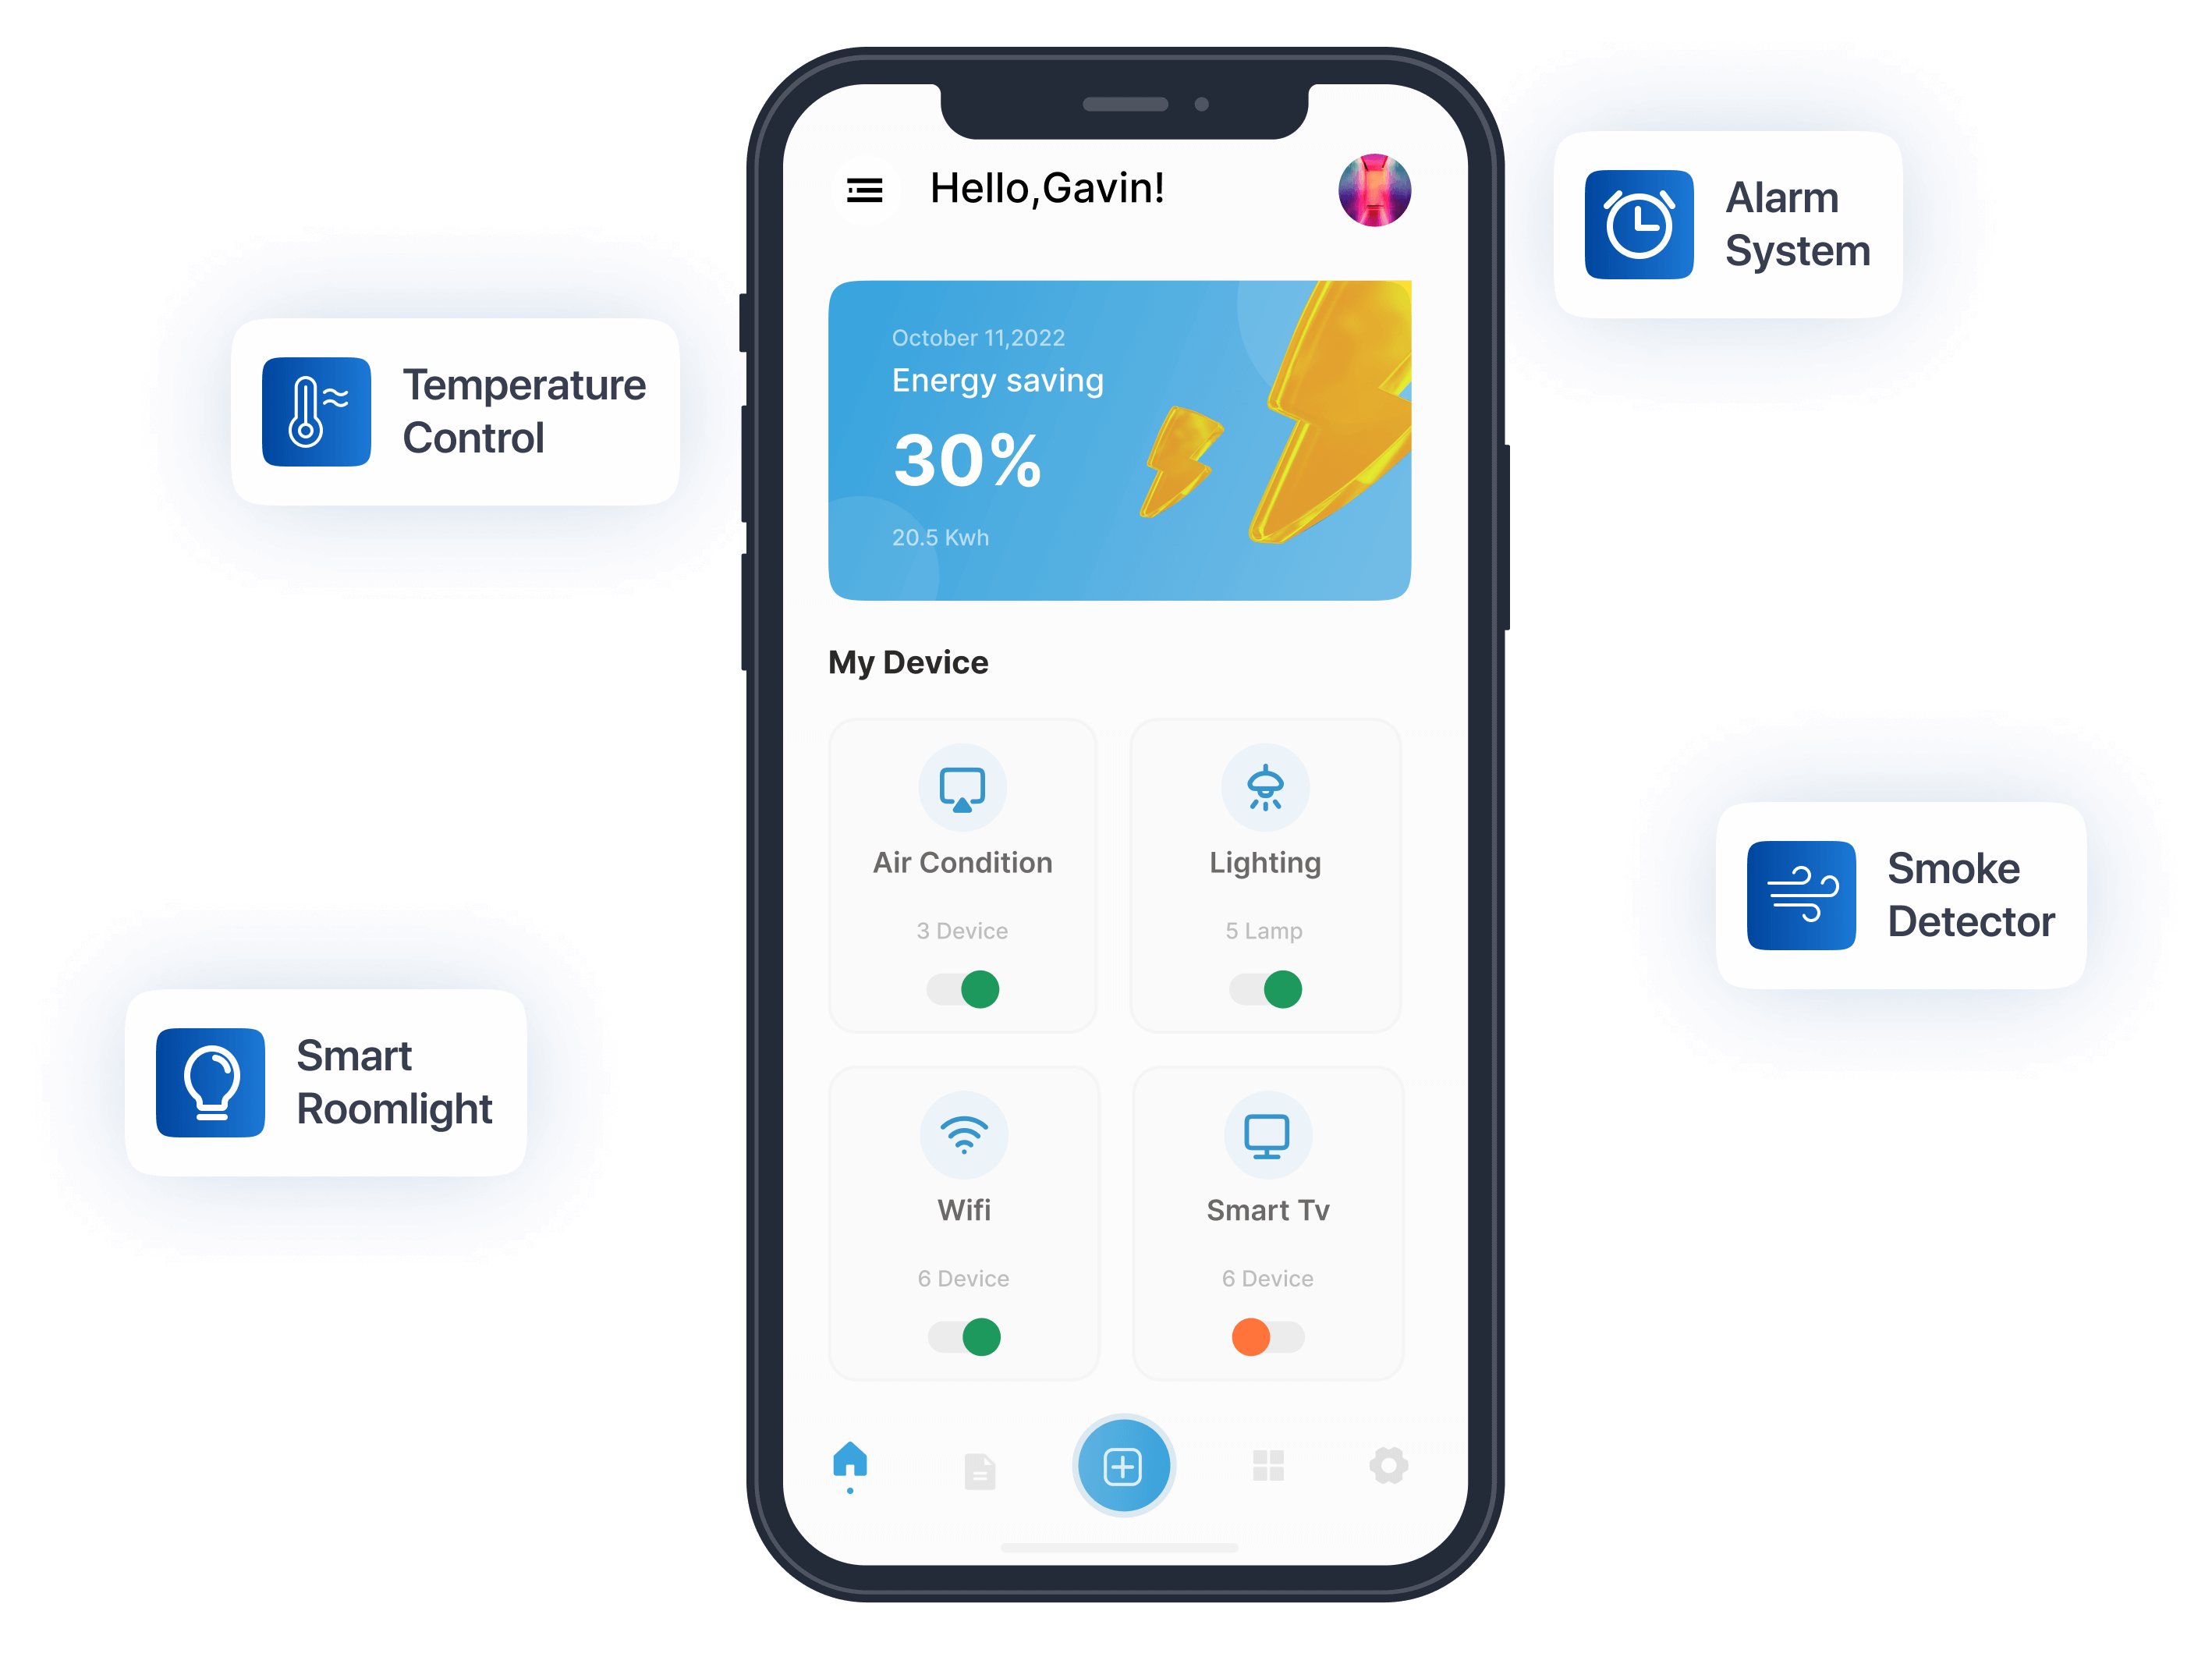 Hello,Gavin!
October 11,2022
Energy saving
30%
20.5 Kwh
My Device
Air Condition
3 Device
Lighting
5 Lamp
Wifi
6 Device
Smart Tv
6 Device
Temperature
Control
Smart
Roomlight
Alarm
System
Smoke
Detector